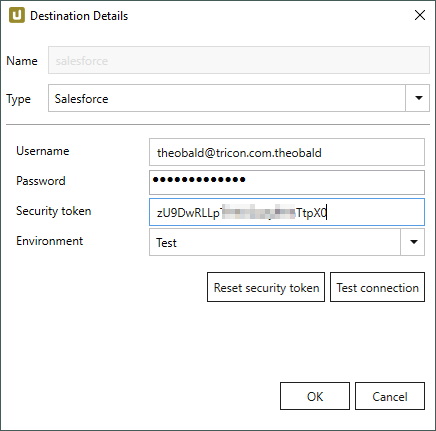 Destination Details
Name salesforce
Type Salesforce
Username theobald@tricon.com.theobald
Password ●●●●●●●●●●●●●
Security token zU9DwRLLp TtpX0
Environment Test
Reset security token Test connection
OK Cancel